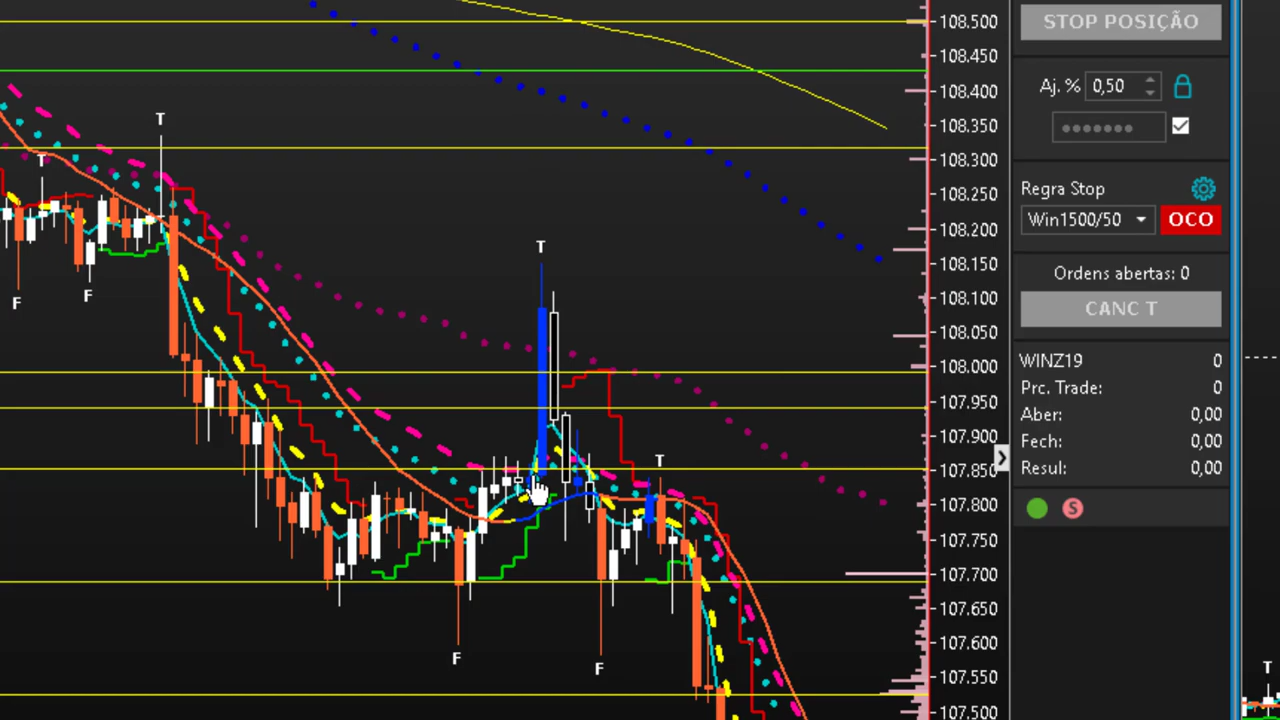 108.500
108.450
108.400
108.350
108.300
108.250
108.200
108.150
108.100
108.050
108.000
107.950
107.900
107.850
107.800
107.750
107.700
107.650
107.600
107.550
107.500
T
T
F
F
T
F
F
T
STOP POSIÇÃO
Aj. % 0,50
Regra Stop
Win1500/50 OCO
Ordens abertas: 0
CANC T
WINZ19 0
Prc. Trade: 0
Aber: 0,00
Fech: 0,00
Resul: 0,00
S
T